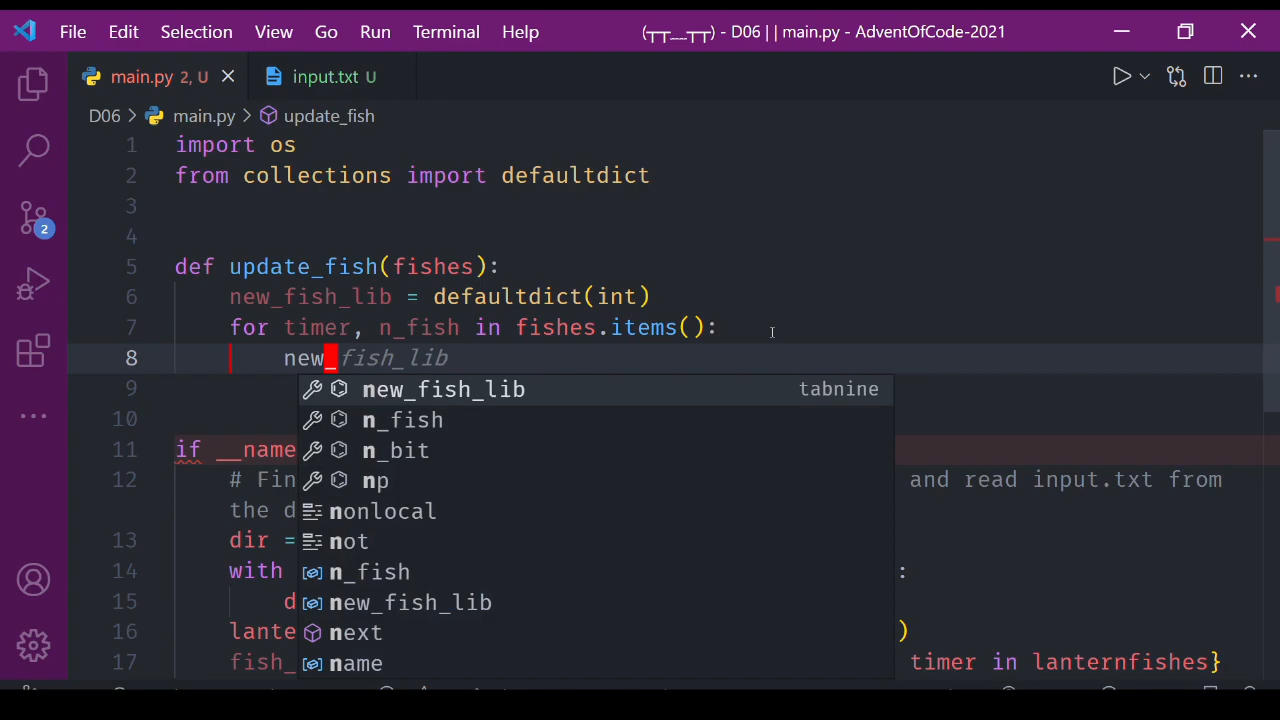 File Edit Selection View Go Run Terminal Help (┬┬﹏┬┬) - D06 | | main.py - AdventOfCode-2021
main.py 2, U input.txt U
D06 > main.py > update_fish
1 import os
2 from collections import defaultdict
3
4
5 def update_fish(fishes):
6 new_fish_lib = defaultdict(int)
7 for timer, n_fish in fishes.items():
8 new_fish_lib
9 new_fish_lib tabnine
10 n_fish
11 if __name n_bit
12 # Fin np and read input.txt from
the d nonlocal
13 dir = not
14 with n_fish :
15 d new_fish_lib
16 lante next )
17 fish_ name timer in lanternfishes}
2